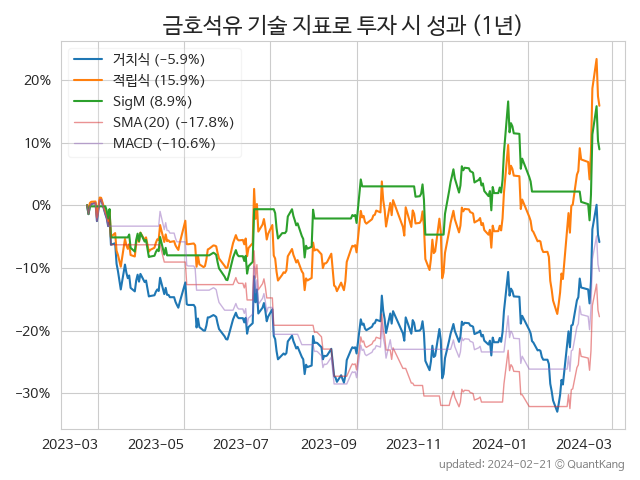 금호석유 기술 지표로 투자 시 성과 (1년)
거치식 (−5.9%)
적립식 (15.9%)
SigM (8.9%)
SMA(20) (−17.8%)
MACD (−10.6%)
20%
10%
0%
−10%
−20%
−30%
2023-03 2023-05 2023-07 2023-09 2023-11 2024-01 2024-03
updated: 2024-02-21 © QuantKang